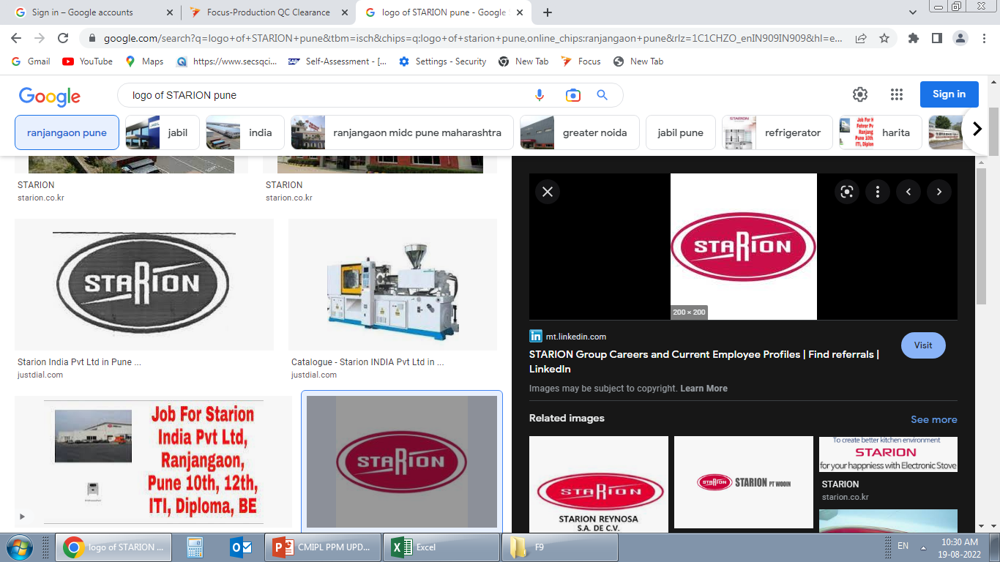 Sign in – Google accounts
Focus-Production QC Clearance
logo of STARION pune - Google
google.com/search?q=logo+of+STARION+pune&tbm=isch&chips=q:logo+of+starion+pune,online_chips:ranjangaon+pune&rlz=1C1CHZO_enIN909IN909&hl=e...
Gmail YouTube Maps https://www.secsqci... Self-Assessment - [... Settings - Security New Tab Focus New Tab
Google
logo of STARION pune
Sign in
ranjangaon pune jabil india ranjangaon midc pune maharashtra greater noida jabil pune refrigerator harita
STARION
starion.co.kr
STARION
starion.co.kr
STARION
Starion India Pvt Ltd in Pune ...
justdial.com
Catalogue - Starion INDIA Pvt Ltd in ...
justdial.com
Job For Starion
India Pvt Ltd,
Ranjangaon,
Pune 10th, 12th,
ITI, Diploma, BE
STARION
STARION
200 × 200
in mt.linkedin.com
Visit
STARION Group Careers and Current Employee Profiles | Find referrals |
LinkedIn
Images may be subject to copyright. Learn More
Related images
See more
STARION
STARION REYNOSA
S.A. DE C.V.
STARION STARION PT WOOIN
To create better kitchen environment
STARION
for your happniess with Electronic Stove
STARION
starion.co.kr
logo of STARION ...
CMIPL PPM UPD...
Excel
F9
EN
10:30 AM
19-08-2022